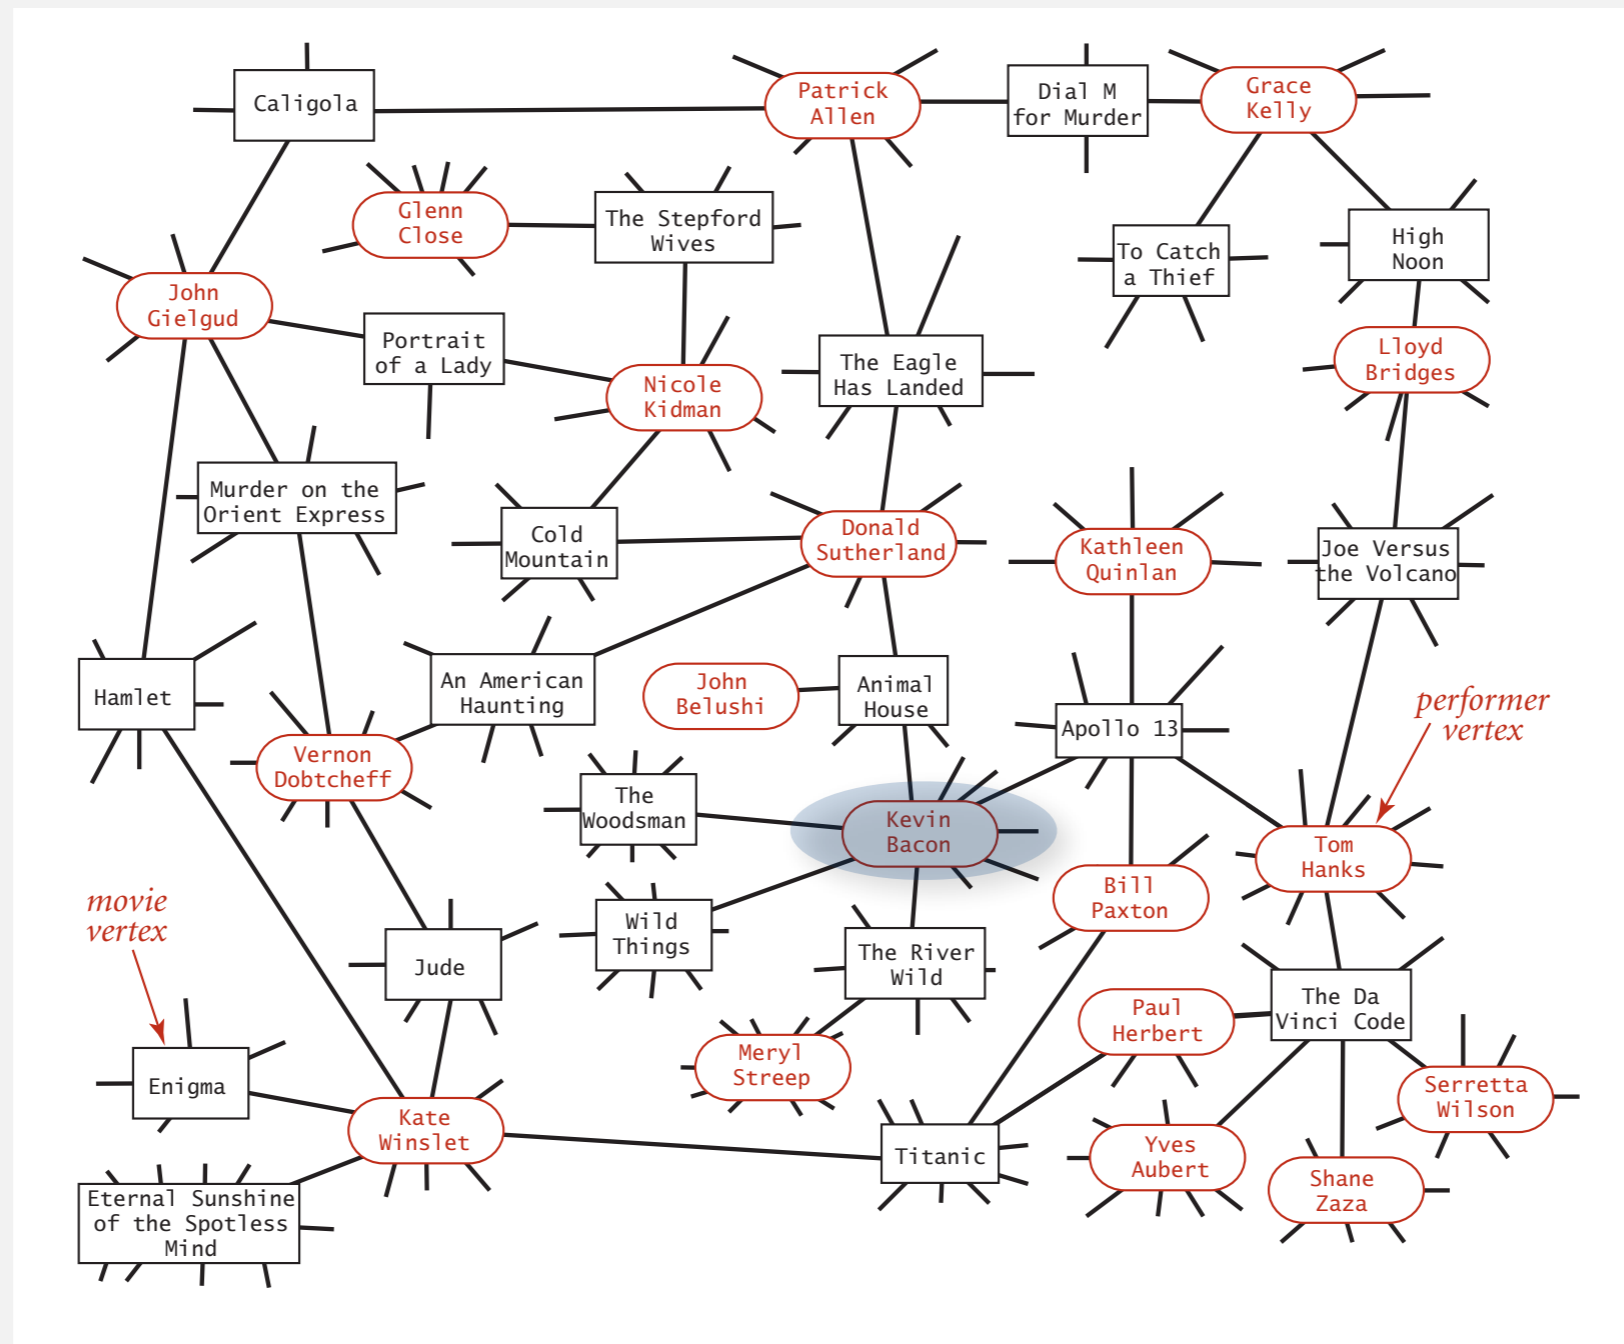 Caligola
Patrick
Allen
Dial M
for Murder
Grace
Kelly
Glenn
Close
The Stepford
Wives
To Catch
a Thief
High
Noon
John
Gielgud
Portrait
of a Lady
Nicole
Kidman
The Eagle
Has Landed
Lloyd
Bridges
Murder on the
Orient Express
Cold
Mountain
Donald
Sutherland
Kathleen
Quinlan
Joe Versus
the Volcano
Hamlet
An American
Haunting
John
Belushi
Animal
House
Apollo 13
performer
vertex
Vernon
Dobtcheff
The
Woodsman
Kevin
Bacon
Tom
Hanks
movie
vertex
Bill
Paxton
Wild
Things
Jude
The River
Wild
Paul
Herbert
The Da
Vinci Code
Enigma
Meryl
Streep
Serretta
Wilson
Kate
Winslet
Titanic
Yves
Aubert
Shane
Zaza
Eternal Sunshine
of the Spotless
Mind